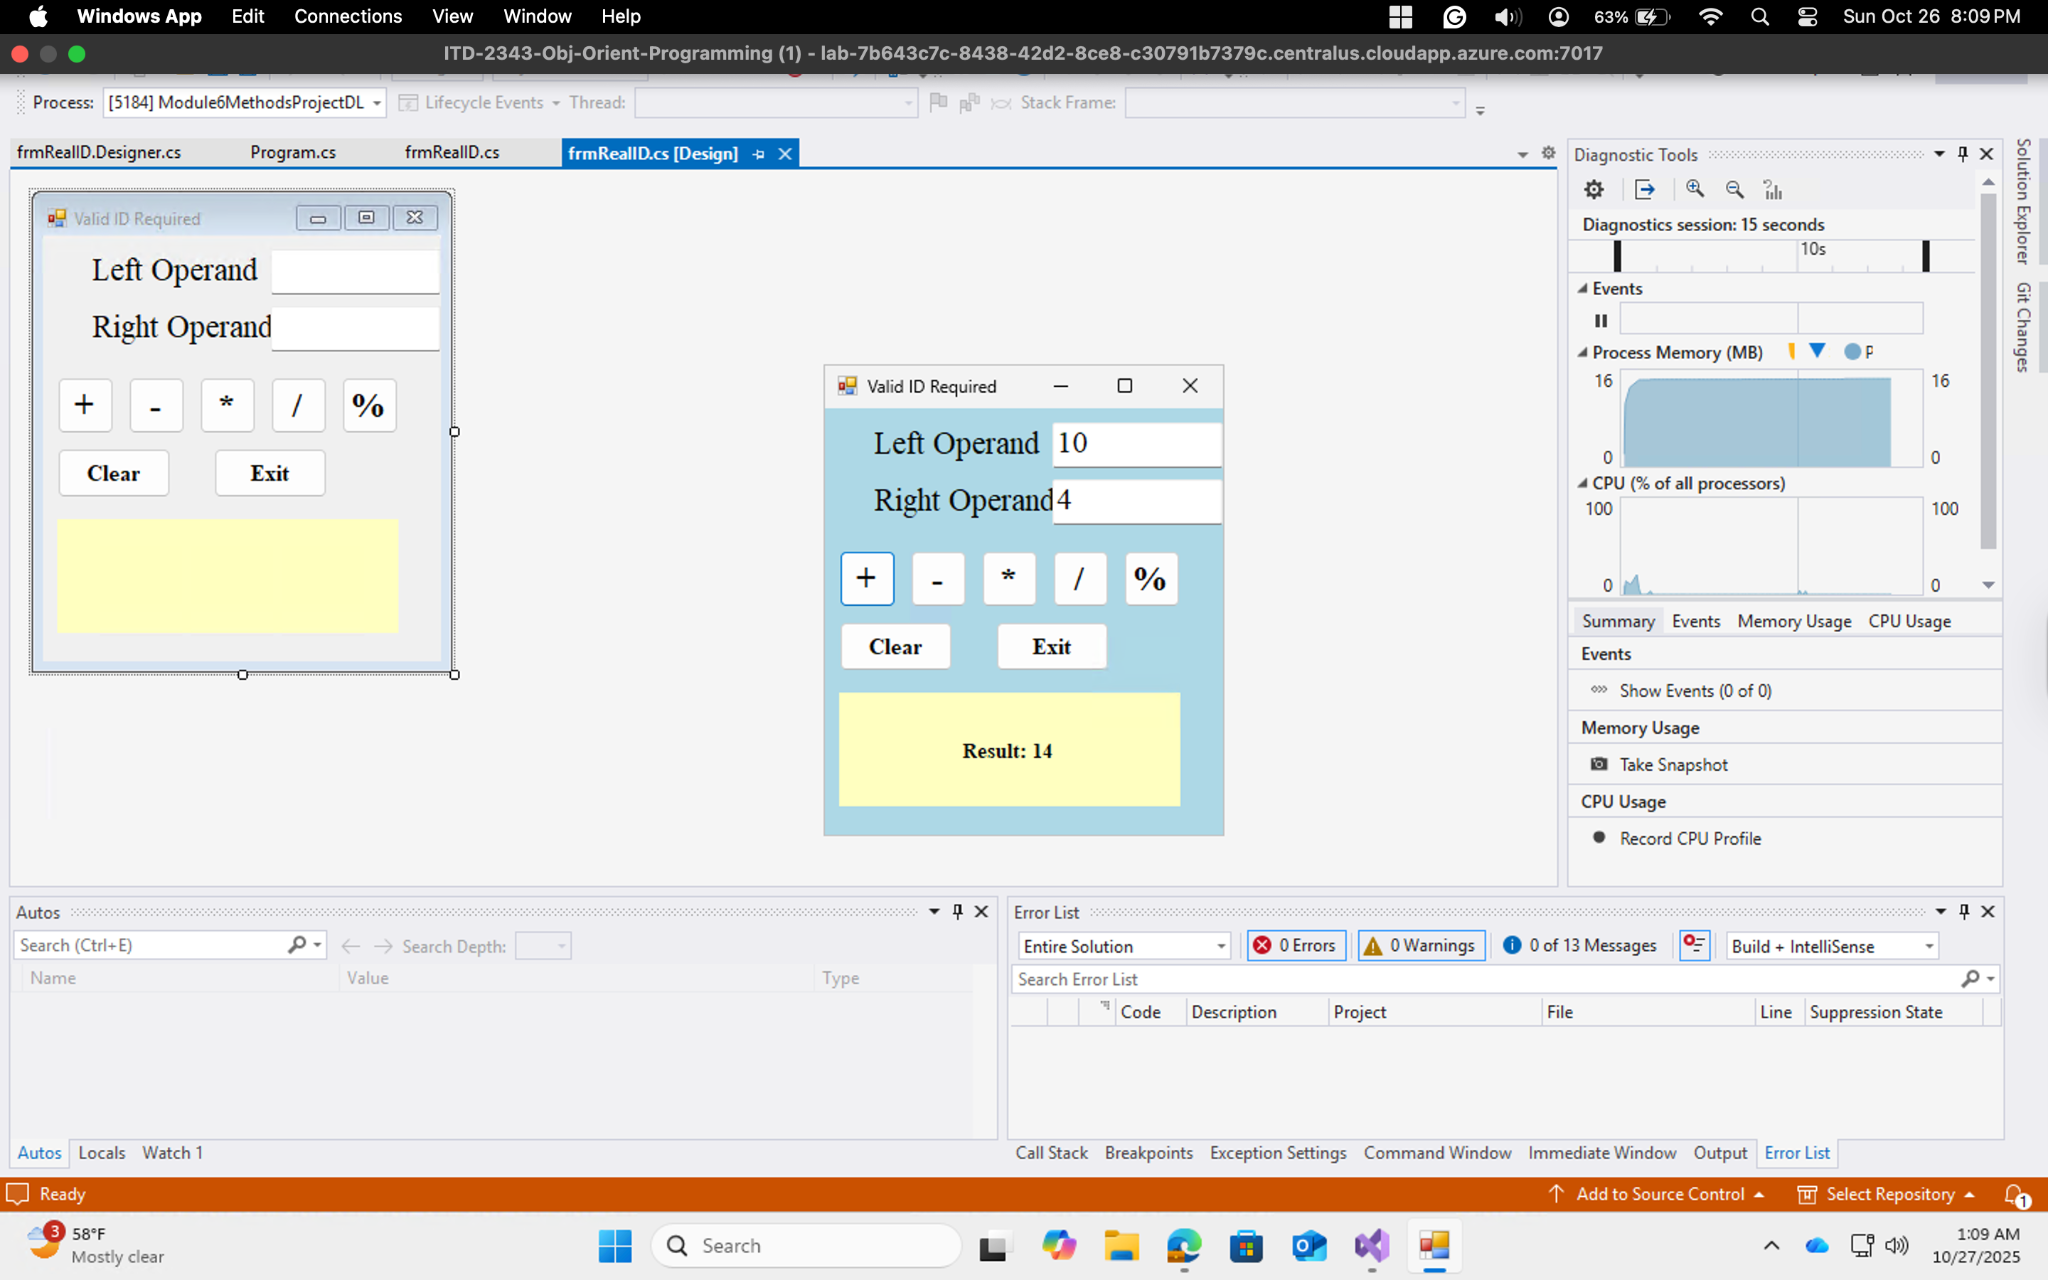 Windows App Edit Connections View Window Help 63% Sun Oct 26 8:09 PM
ITD-2343-Obj-Orient-Programming (1) - lab-7b643c7c-8438-42d2-8ce8-c30791b7379c.centralus.cloudapp.azure.com:7017
Process: [5184] Module6MethodsProjectDL Lifecycle Events Thread: Stack Frame:
frmRealID.Designer.cs Program.cs frmRealID.cs frmRealID.cs [Design]
Valid ID Required
Left Operand
Right Operand
+ - * / %
Clear Exit
Valid ID Required
Left Operand 10
Right Operand 4
+ - * / %
Clear Exit
Result: 14
Diagnostic Tools
Diagnostics session: 15 seconds
10s
Events
Process Memory (MB) P
16 16
0 0
CPU (% of all processors)
100 100
0 0
Summary Events Memory Usage CPU Usage
Events
Show Events (0 of 0)
Memory Usage
Take Snapshot
CPU Usage
Record CPU Profile
Solution Explorer
Git Changes
Autos
Search (Ctrl+E) Search Depth:
Name Value Type
Autos Locals Watch 1
Error List
Entire Solution 0 Errors 0 Warnings 0 of 13 Messages Build + IntelliSense
Search Error List
Code Description Project File Line Suppression State
Call Stack Breakpoints Exception Settings Command Window Immediate Window Output Error List
Ready Add to Source Control Select Repository 1
3 58°F
Mostly clear
Search
1:09 AM
10/27/2025